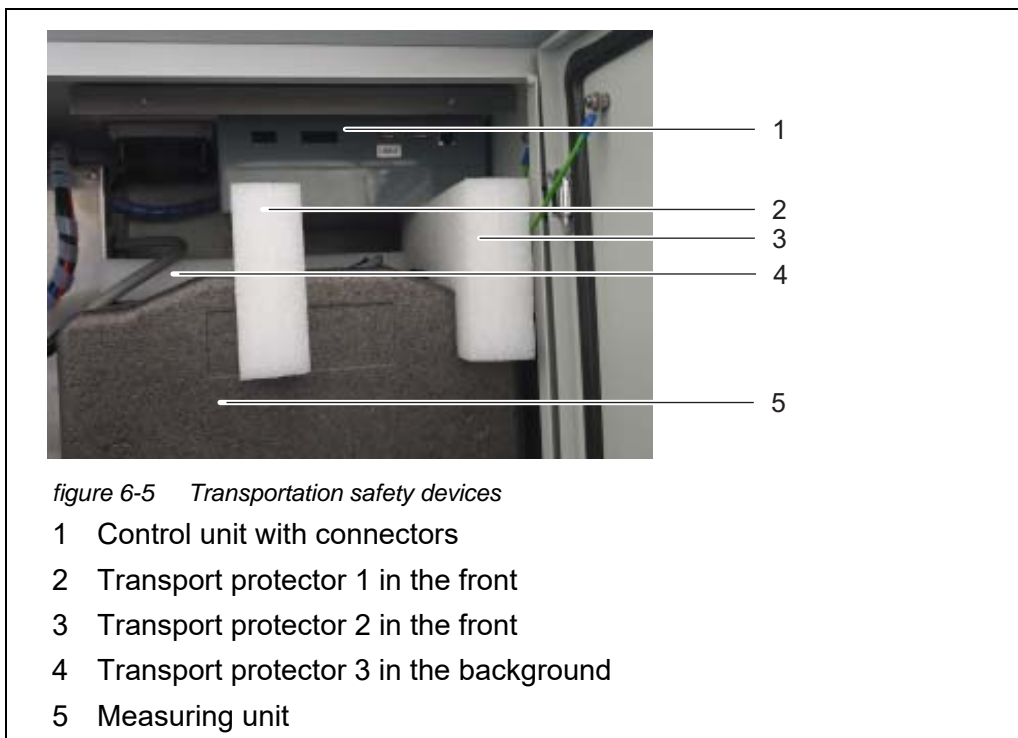 1
2
3
4
5
figure 6-5 Transportation safety devices
1 Control unit with connectors
2 Transport protector 1 in the front
3 Transport protector 2 in the front
4 Transport protector 3 in the background
5 Measuring unit